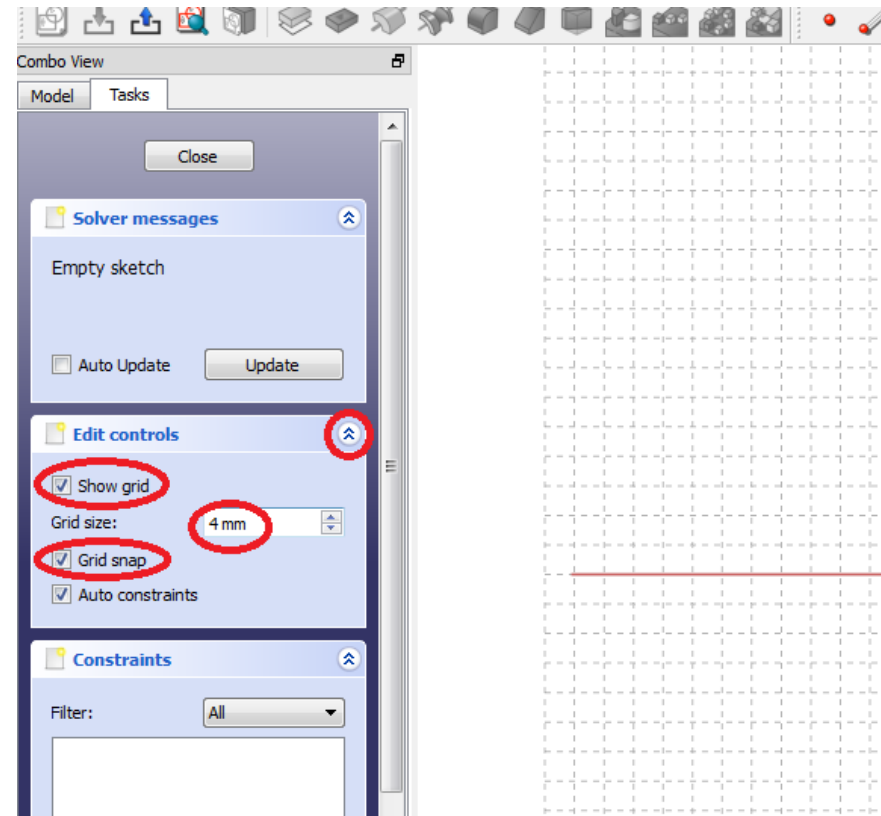 Combo View
Model Tasks
Close
Solver messages
Empty sketch
Auto Update Update
Edit controls
Show grid
Grid size: 4 mm
Grid snap
Auto constraints
Constraints
Filter: All